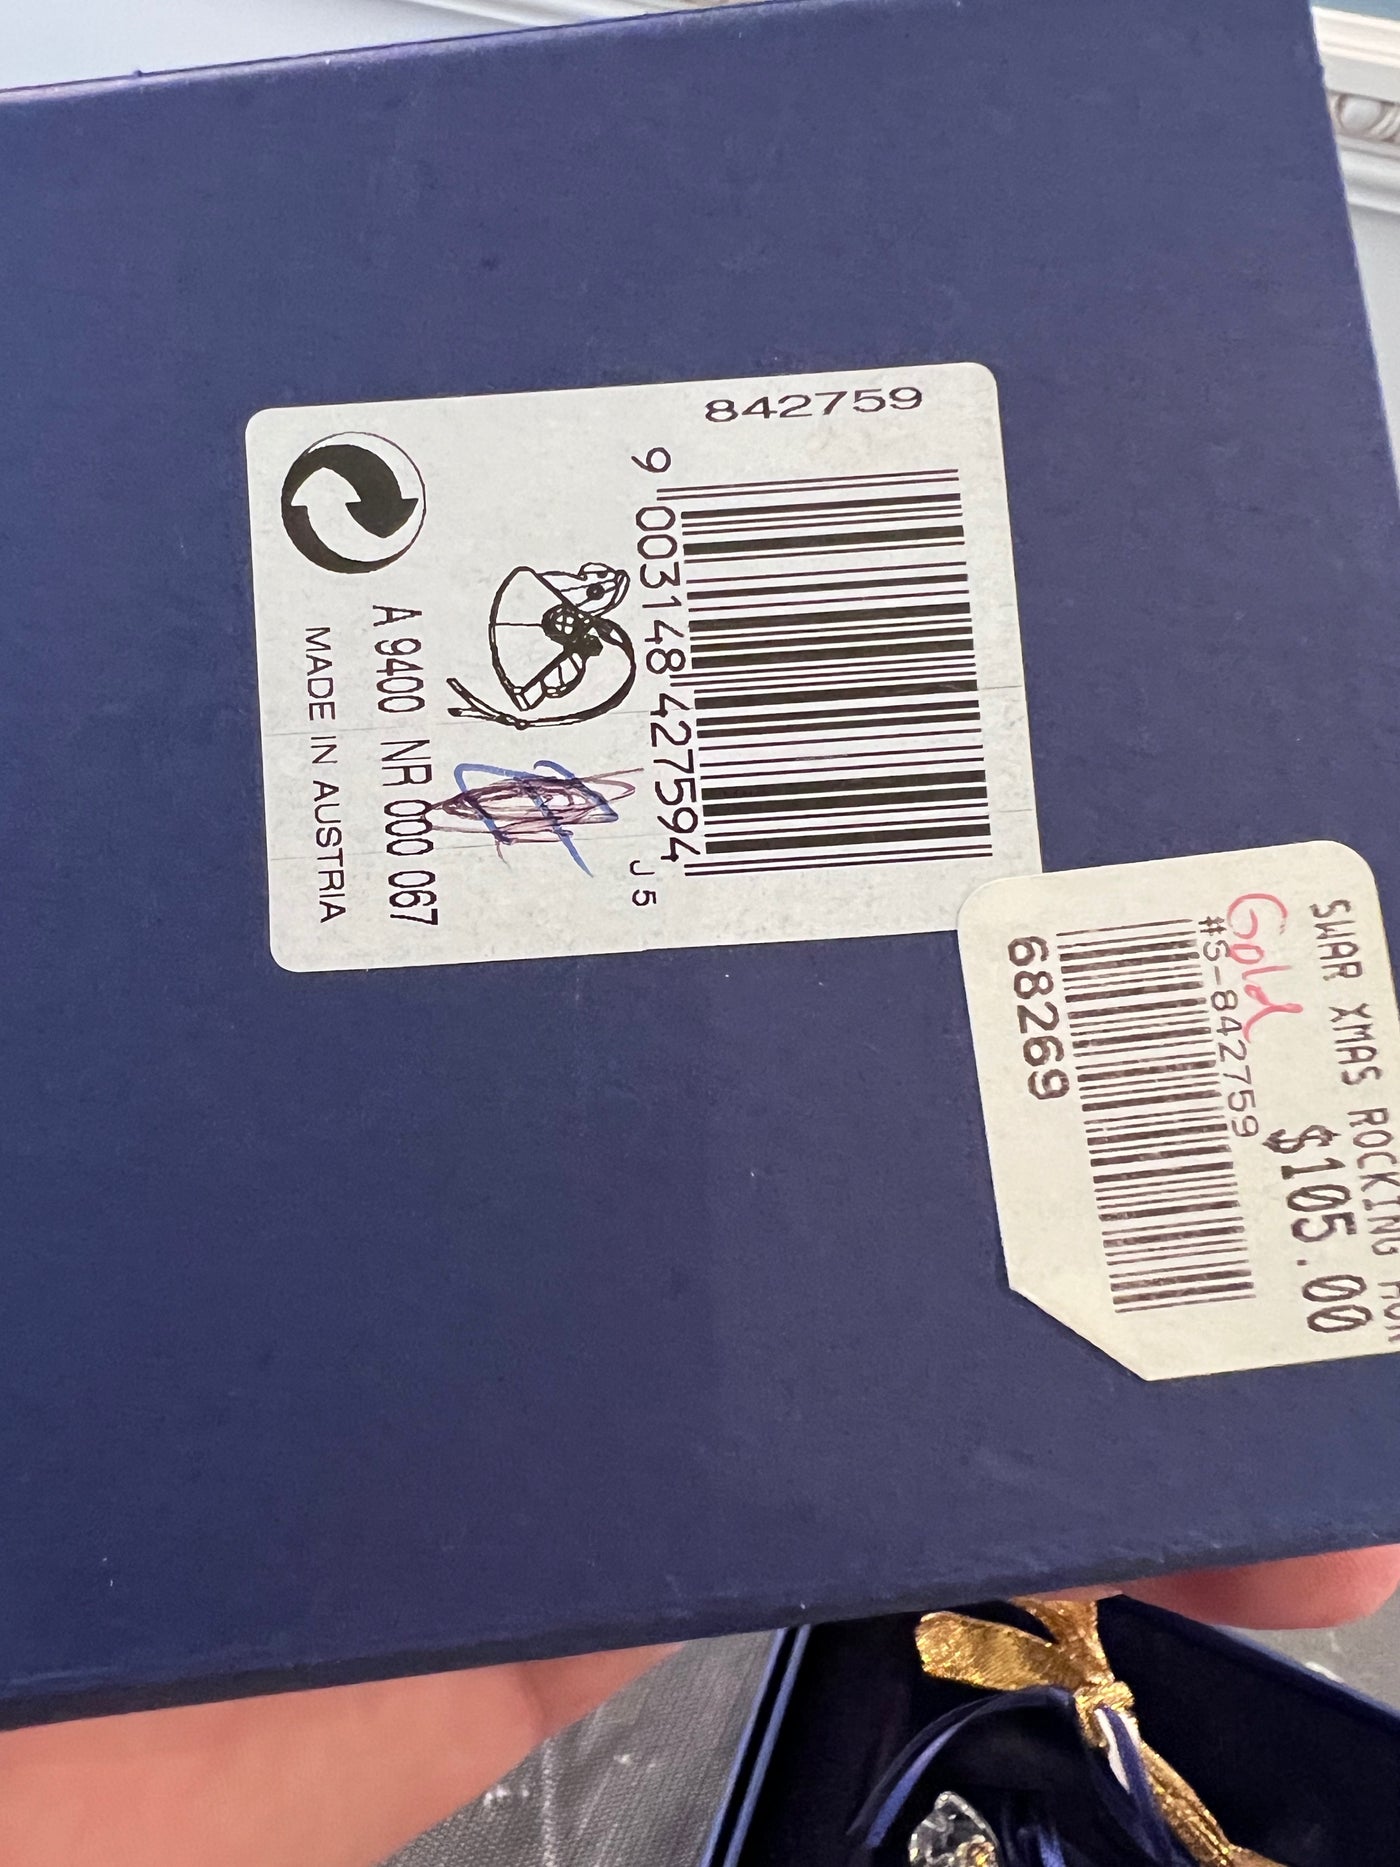 842759
9 003148 427594
J5
A 9400 NR 000 067
MADE IN AUSTRIA
SWAR XMAS ROCKING
$105.00
Gold
#S-842759
68269